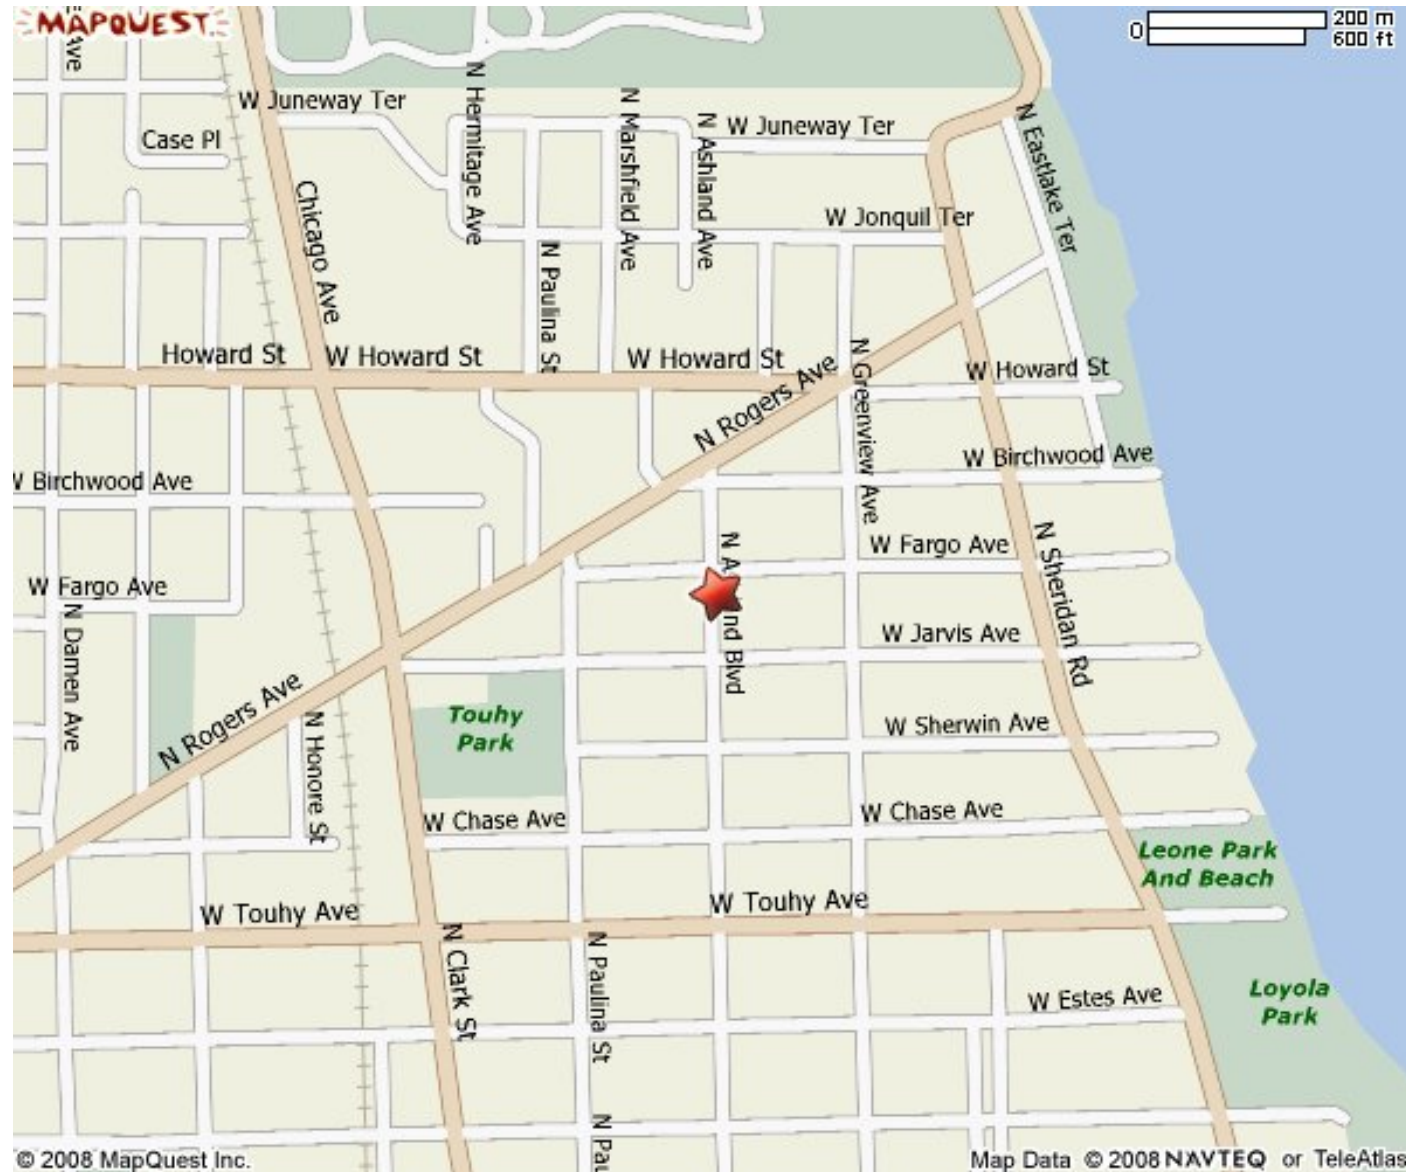 MAPQUEST.
200 m
0
600 ft
Ave
W Juneway Ter
N Hermitage Ave
N Marshfield Ave
N Ashland Ave
W Juneway Ter
N Eastlake Ter
Case Pl
Chicago Ave
W Jonquil Ter
N Paulina St
Howard St
W Howard St
W Howard St
N Rogers Ave
N Greenview Ave
W Howard St
W Birchwood Ave
W Birchwood Ave
W Fargo Ave
N Sheridan Rd
W Fargo Ave
N A
nd Blvd
N Damen Ave
W Jarvis Ave
N Rogers Ave
N Honore St
Touhy
Park
W Sherwin Ave
W Chase Ave
W Chase Ave
Leone Park
And Beach
W Touhy Ave
W Touhy Ave
N Clark St
N Paulina St
W Estes Ave
Loyola
Park
N Pau
© 2008 MapQuest Inc.
Map Data © 2008 NAVTEQ or TeleAtlas